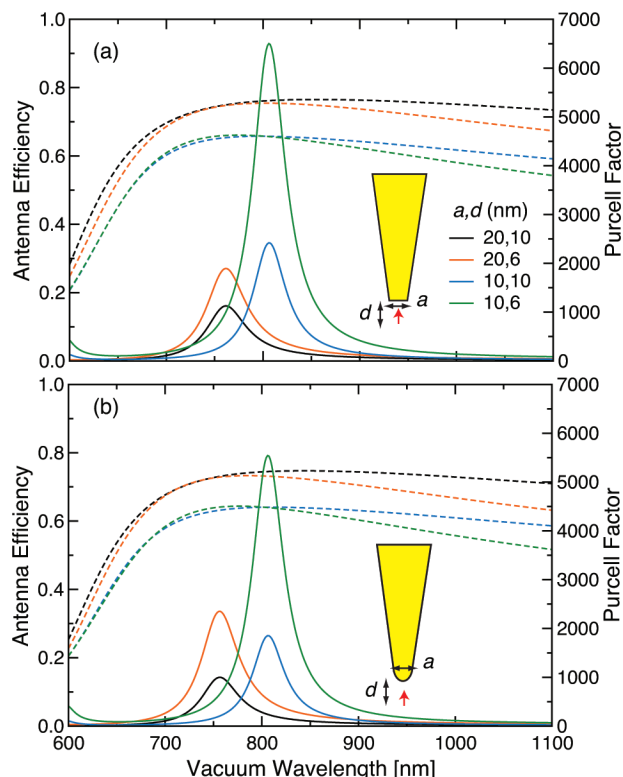 (a)
1.0
0.8
0.6
0.4
0.2
0.0
Antenna Efficiency
7000
6000
5000
4000
3000
2000
1000
0
Purcell Factor
a,d (nm)
20,10
20,6
10,10
10,6
d
a
(b)
1.0
0.8
0.6
0.4
0.2
0.0
Antenna Efficiency
7000
6000
5000
4000
3000
2000
1000
0
Purcell Factor
a
d
600 700 800 900 1000 1100
Vacuum Wavelength [nm]